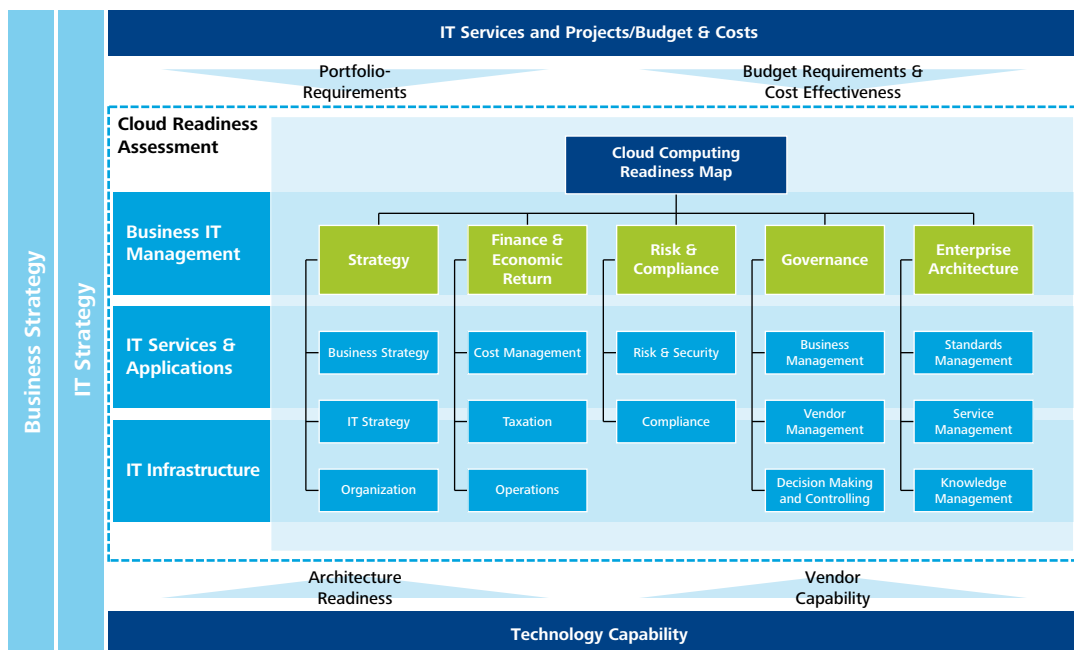 Business Strategy
IT Strategy
IT Services and Projects/Budget & Costs
Portfolio-
Requirements
Budget Requirements &
Cost Effectiveness
Cloud Readiness
Assessment
Cloud Computing
Readiness Map
Business IT
Management
Strategy
Finance &
Economic
Return
Risk &
Compliance
Governance
Enterprise
Architecture
IT Services &
Applications
Business Strategy
Cost Management
Risk & Security
Business
Management
Standards
Management
IT Strategy
Taxation
Compliance
Vendor
Management
Service
Management
IT Infrastructure
Organization
Operations
Decision Making
and Controlling
Knowledge
Management
Architecture
Readiness
Vendor
Capability
Technology Capability